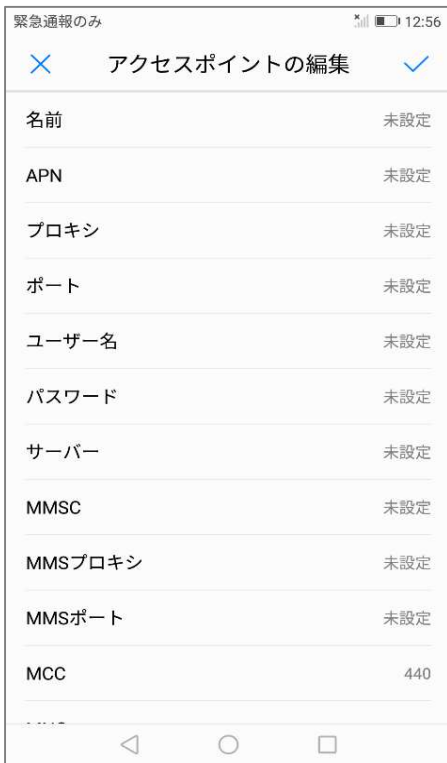 緊急通報のみ 12:56
アクセスポイントの編集
名前 未設定
APN 未設定
プロキシ 未設定
ポート 未設定
ユーザー名 未設定
パスワード 未設定
サーバー 未設定
MMSC 未設定
MMSプロキシ 未設定
MMSポート 未設定
MCC 440